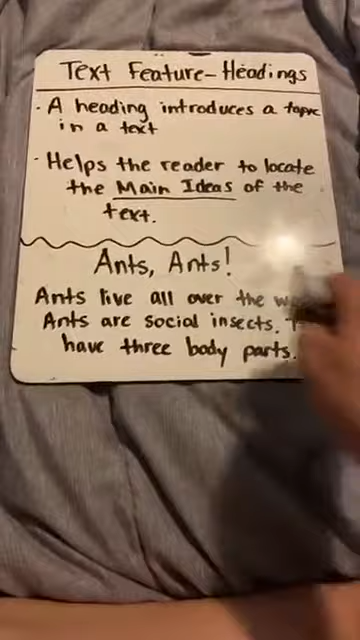 Text Feature - Headings
· A heading introduces a topic
in a text
· Helps the reader to locate
the Main Ideas of the
text.
Ants, Ants!
Ants live all over the
Ants are social insects.
have three body parts.